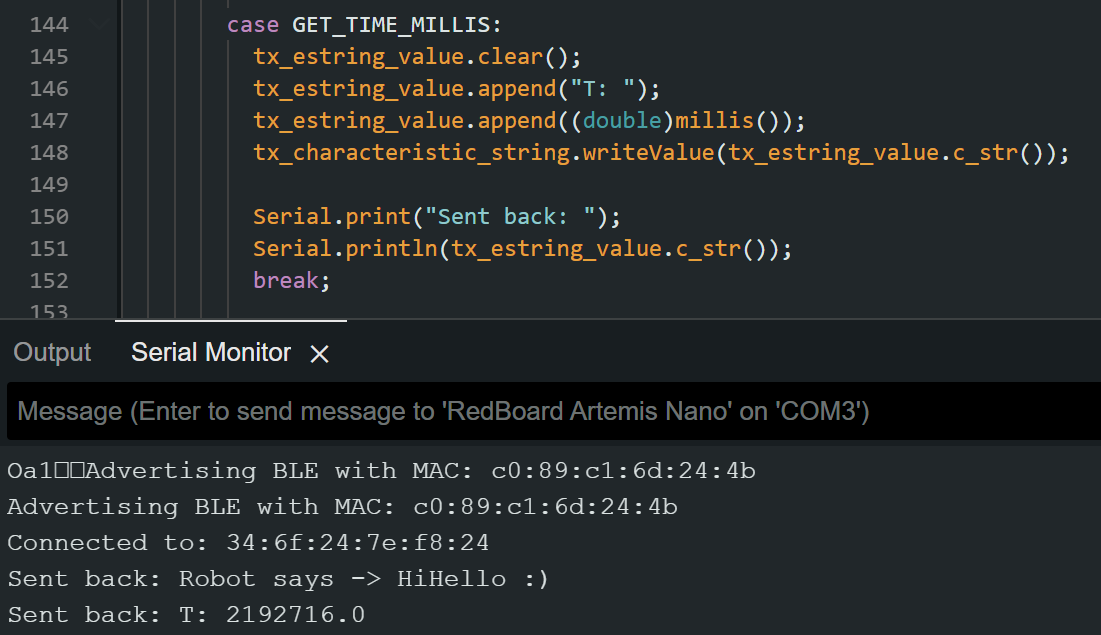 144 case GET_TIME_MILLIS:
145 tx_estring_value.clear();
146 tx_estring_value.append("T: ");
147 tx_estring_value.append((double)millis());
148 tx_characteristic_string.writeValue(tx_estring_value.c_str());
149
150 Serial.print("Sent back: ");
151 Serial.println(tx_estring_value.c_str());
152 break;
153
Output Serial Monitor
Message (Enter to send message to 'RedBoard Artemis Nano' on 'COM3')
Oa1□□Advertising BLE with MAC: c0:89:c1:6d:24:4b
Advertising BLE with MAC: c0:89:c1:6d:24:4b
Connected to: 34:6f:24:7e:f8:24
Sent back: Robot says -> HiHello :)
Sent back: T: 2192716.0